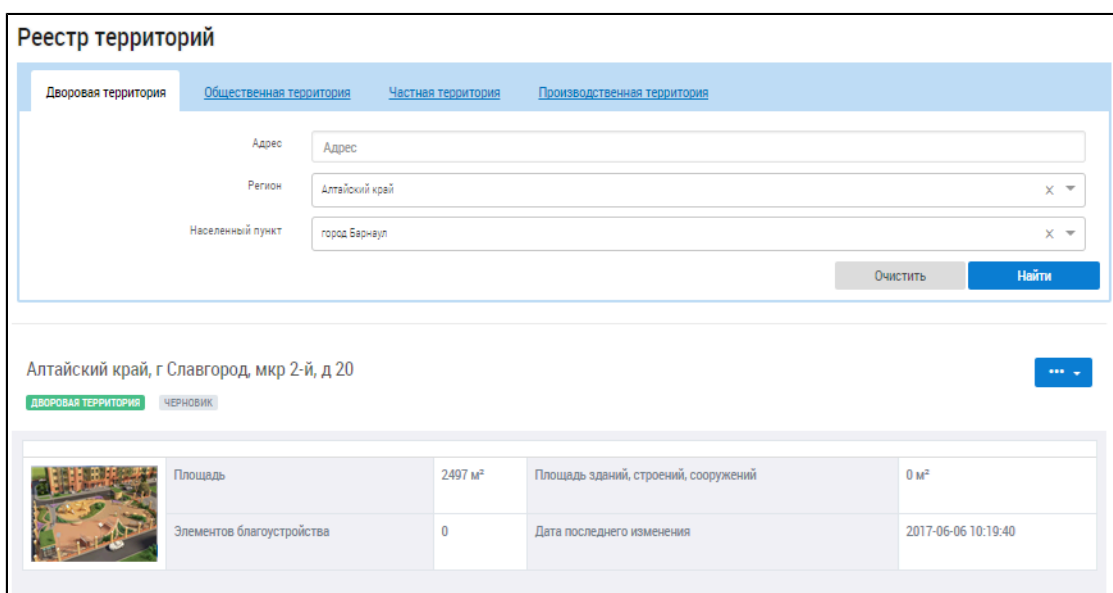 Реестр территорий
Дворовая территория Общественная территория Частная территория Производственная территория
Адрес Адрес
Регион Алтайский край
Населенный пункт город Барнаул
Очистить Найти
Алтайский край, г Славгород, мкр 2-й, д 20
ДВОРОВАЯ ТЕРРИТОРИЯ ЧЕРНОВИК
Площадь 2497 м² Площадь зданий, строений, сооружений 0 м²
Элементов благоустройства 0 Дата последнего изменения 2017-06-06 10:19:40